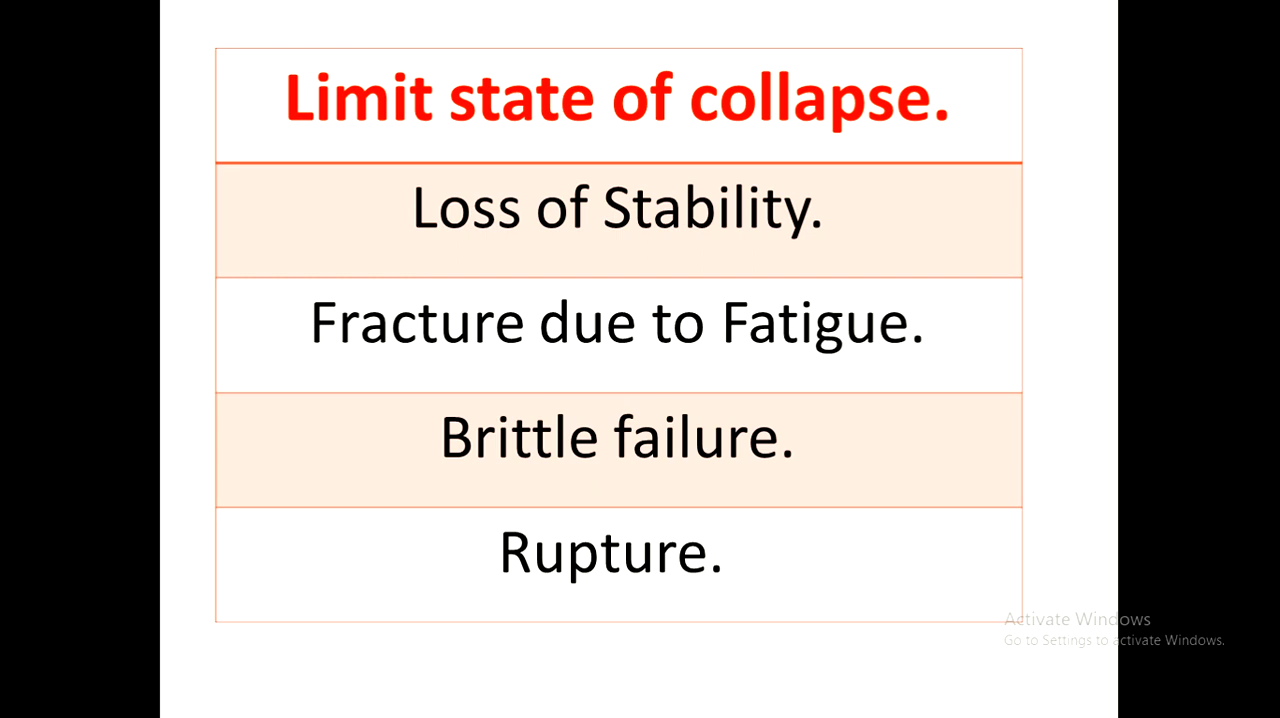 Limit state of collapse.
Loss of Stability.
Fracture due to Fatigue.
Brittle failure.
Rupture.
Activate Windows
Go to Settings to activate Windows.